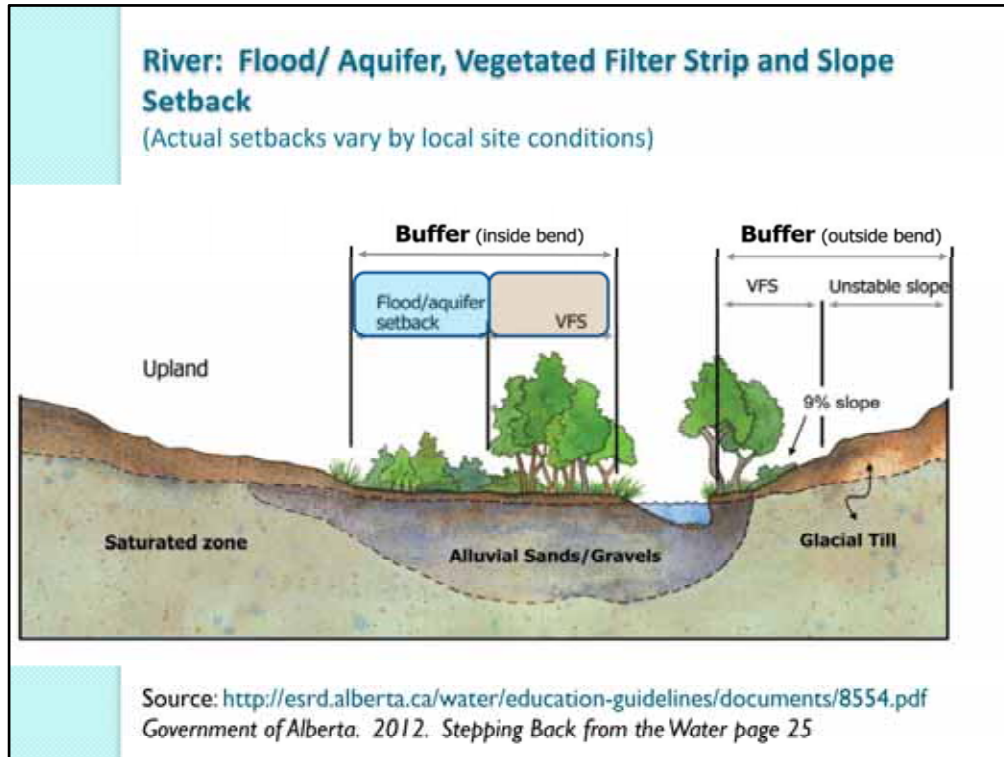 River:  Flood/ Aquifer, Vegetated Filter Strip and Slope
Setback
(Actual setbacks vary by local site conditions)
Buffer (inside bend)
Buffer (outside bend)
Flood/aquifer
setback
VFS
VFS
Unstable slope
Upland
9% slope
Saturated zone
Alluvial Sands/Gravels
Glacial Till
Source: http://esrd.alberta.ca/water/education-guidelines/documents/8554.pdf
Government of Alberta.  2012.  Stepping Back from the Water page 25